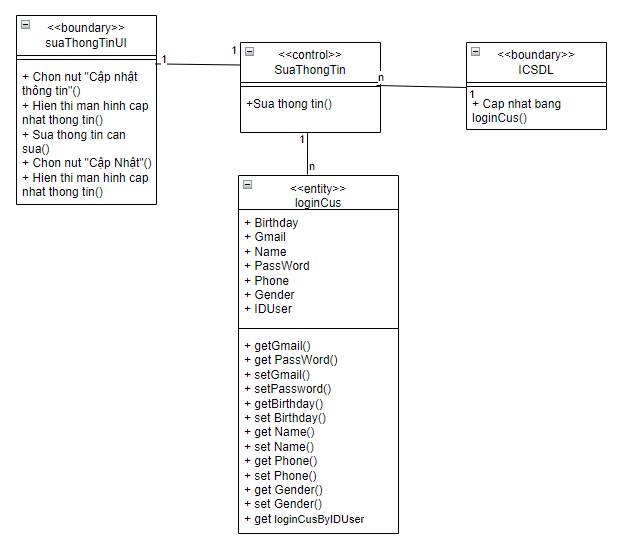 <<boundary>>
suaThongTinUI
+ Chon nut "Cập nhật
thông tin"()
+ Hien thi man hinh cap
nhat thong tin()
+ Sua thong tin can
sua()
+ Chon nut "Cập Nhật"()
+ Hien thi man hinh cap
nhat thong tin()
1
1
<<control>>
SuaThongTin
+Sua thong tin()
n
1
<<boundary>>
ICSDL
+ Cap nhat bang
loginCus()
1
n
<<entity>>
loginCus
+ Birthday
+ Gmail
+ Name
+ PassWord
+ Phone
+ Gender
+ IDUser
+ getGmail()
+ get PassWord()
+ setGmail()
+ setPassword()
+ getBirthday()
+ set Birthday()
+ get Name()
+ set Name()
+ get Phone()
+ set Phone()
+ get Gender()
+ set Gender()
+ get loginCusByIDUser